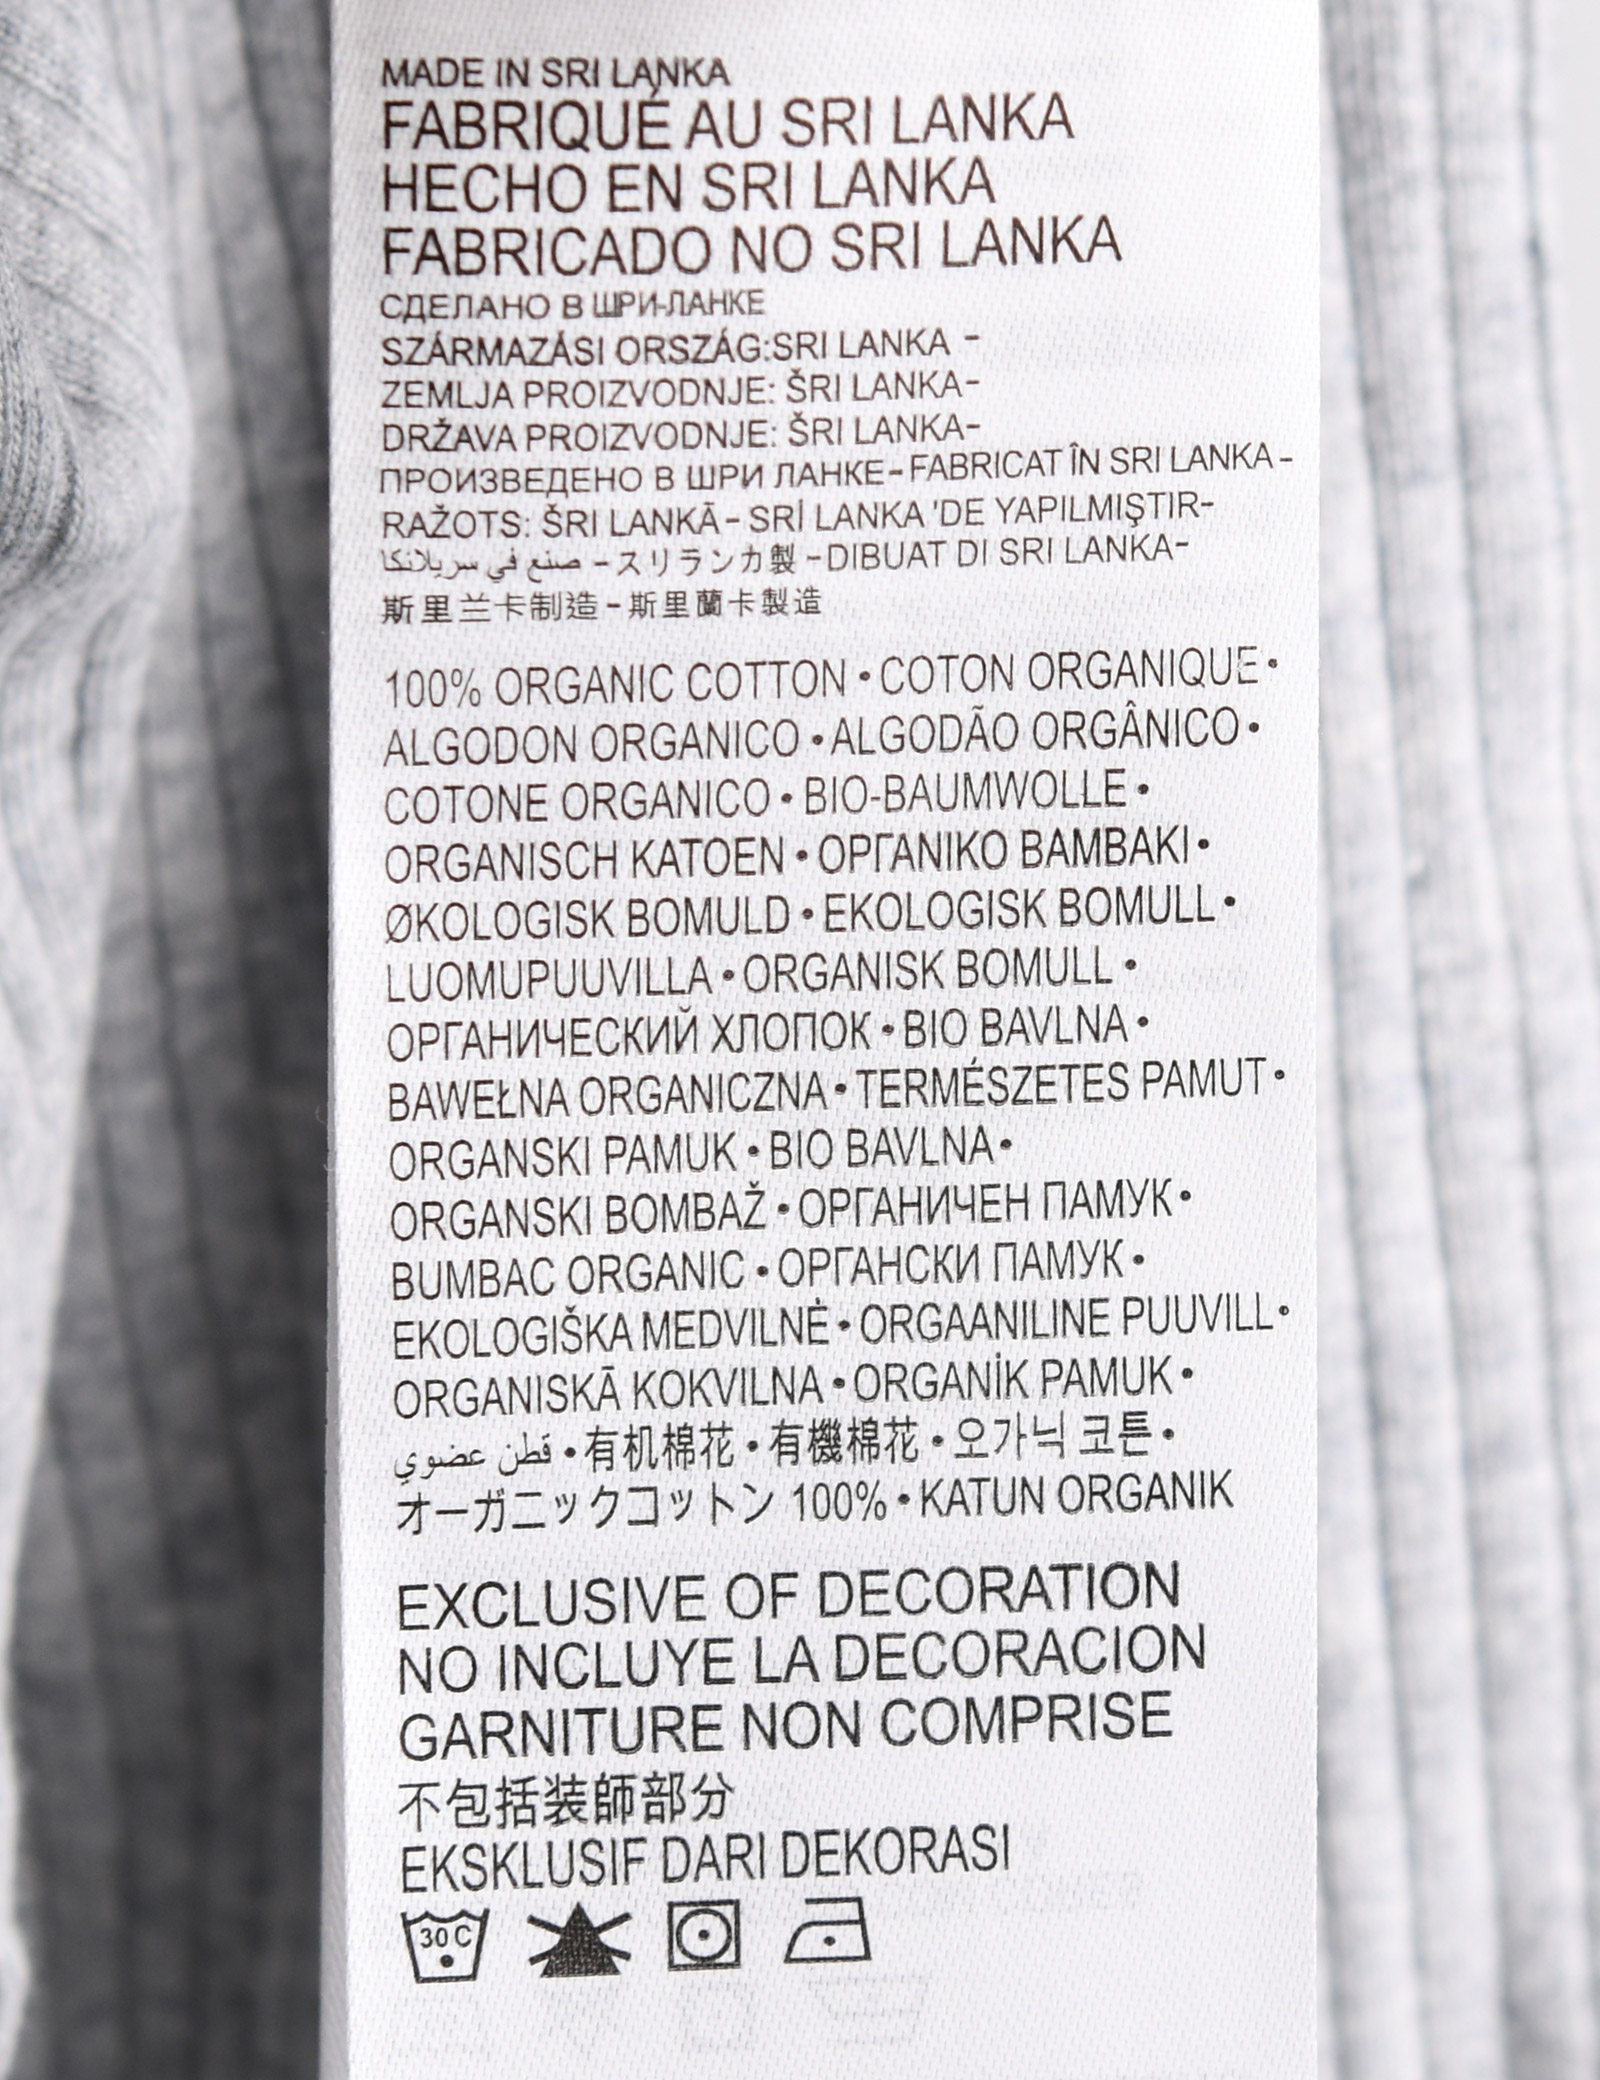 MADE IN SRI LANKA
FABRIQUÉ AU SRI LANKA
HECHO EN SRI LANKA
FABRICADO NO SRI LANKA
СДЕЛАНО В ШРИ-ЛАНКЕ
SZÁRMAZÁSI ORSZÁG:SRI LANKA -
ZEMLJA PROIZVODNJE: ŠRI LANKA-
DRŽAVA PROIZVODNJE: ŠRI LANKA-
ПРОИЗВЕДЕНО В ШРИ ЛАНКЕ-FABRICAT ÎN SRI LANKA-
RAŽOTS: ŠRI LANKĀ- SRİ LANKA 'DE YAPILMIŞTIR-
صنع في سريلانكا -スリランカ製-DIBUAT DI SRI LANKA-
斯里兰卡制造-斯里蘭卡製造
100% ORGANIC COTTON•COTON ORGANIQUE•
ALGODON ORGANICO•ALGODÃO ORGÂNICO•
COTONE ORGANICO•BIO-BAUMWOLLE•
ORGANISCH KATOEN•ΟΡΓΑΝΙΚΟ ΒΑΜΒΑΚΙ•
ØKOLOGISK BOMULD•EKOLOGISK BOMULL•
LUOMUPUUVILLA•ORGANISK BOMULL•
ОРГАНИЧЕСКИЙ ХЛОПОК•BIO BAVLNA•
BAWEŁNA ORGANICZNA•TERMÉSZETES PAMUT•
ORGANSKI PAMUK•BIO BAVLNA•
ORGANSKI BOMBAŽ•ОРГАНИЧЕН ПАМУК•
BUMBAC ORGANIC•ОРГАНСКИ ПАМУК•
EKOLOGIŠKA MEDVILNĖ•ORGAANILINE PUUVILL•
ORGANISKĀ KOKVILNA•ORGANİK PAMUK•
قطن عضوي •有机棉花•有機棉花•오가닉 코튼•
オーガニックコットン 100%•KATUN ORGANIK
EXCLUSIVE OF DECORATION
NO INCLUYE LA DECORACION
GARNITURE NON COMPRISE
不包括装師部分
EKSKLUSIF DARI DEKORASI
30 C